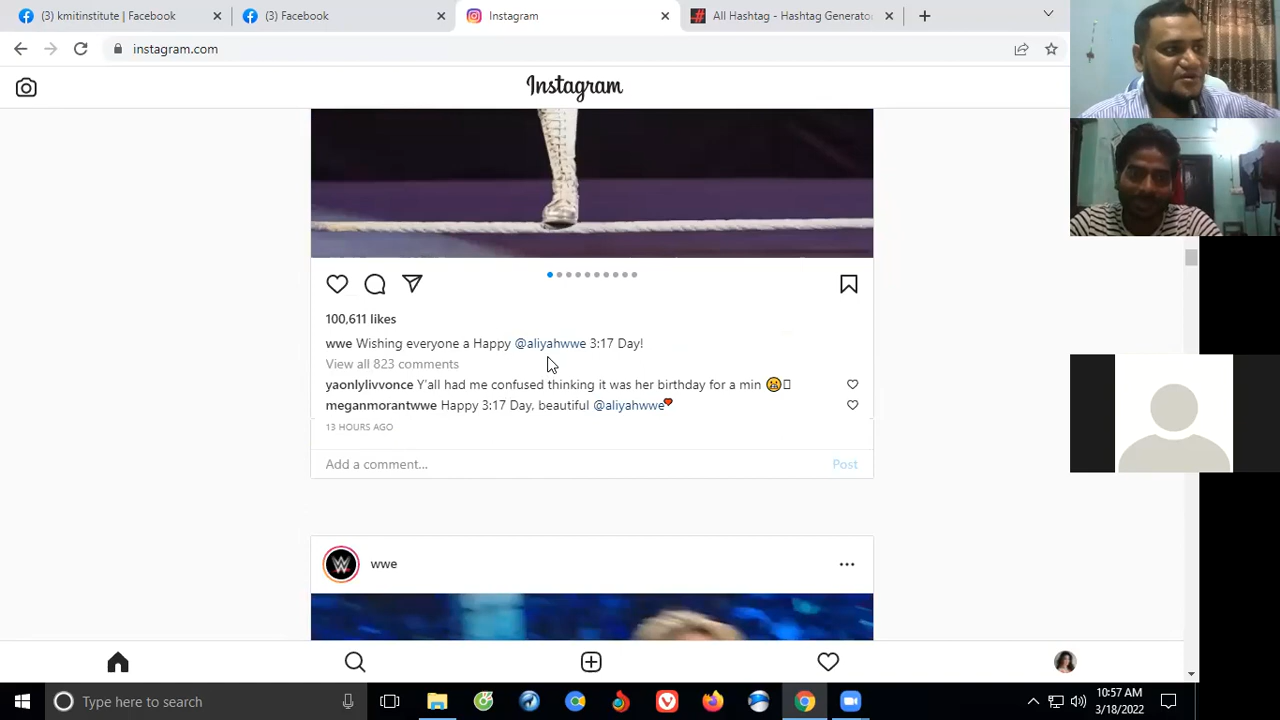 (3) kmitinstitute | Facebook
(3) Facebook
Instagram
All Hashtag - Hashtag Generator
instagram.com
Instagram
100,611 likes
wwe Wishing everyone a Happy @aliyahwwe 3:17 Day!
View all 823 comments
yaonlylivvonce Y'all had me confused thinking it was her birthday for a min
meganmorantwwe Happy 3:17 Day, beautiful @aliyahwwe
13 HOURS AGO
Add a comment...
Post
wwe
Type here to search
10:57 AM
3/18/2022